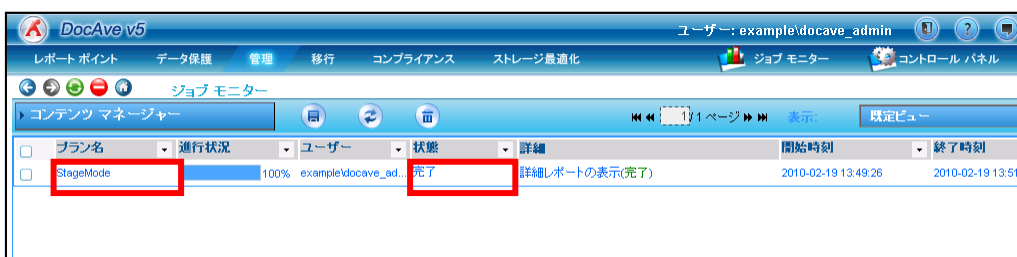 DocAve v5 ユーザー: example\docave_admin ?
レポート ポイント データ保護 管理 移行 コンプライアンス ストレージ最適化 ジョブ モニター コントロール パネル
ジョブ モニター
コンテンツ マネージャー 1/1 ページ 表示: 既定ビュー
プラン名 進行状況 ユーザー 状態 詳細 開始時刻 終了時刻
StageMode 100% example\docave_ad... 完了 詳細レポートの表示(完了) 2010-02-19 13:49:26 2010-02-19 13:51